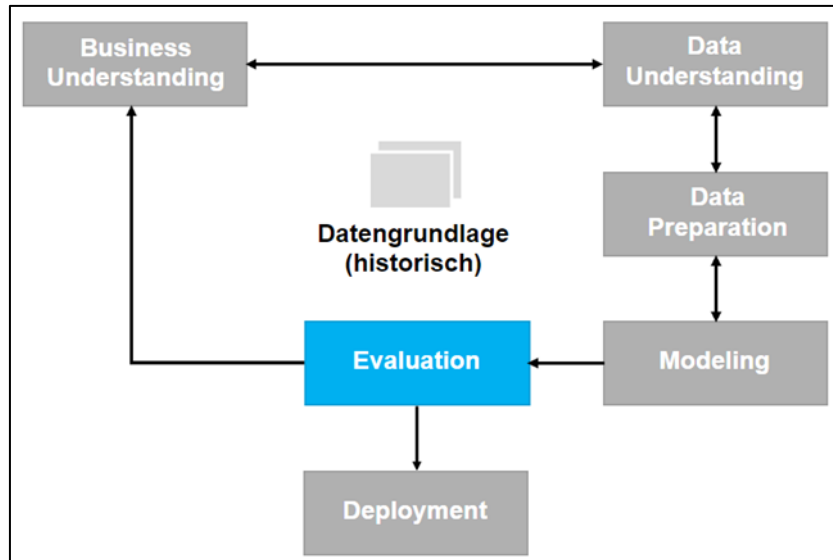 Business
Understanding
Data
Understanding
Data
Preparation
Datengrundlage
(historisch)
Evaluation
Modeling
Deployment